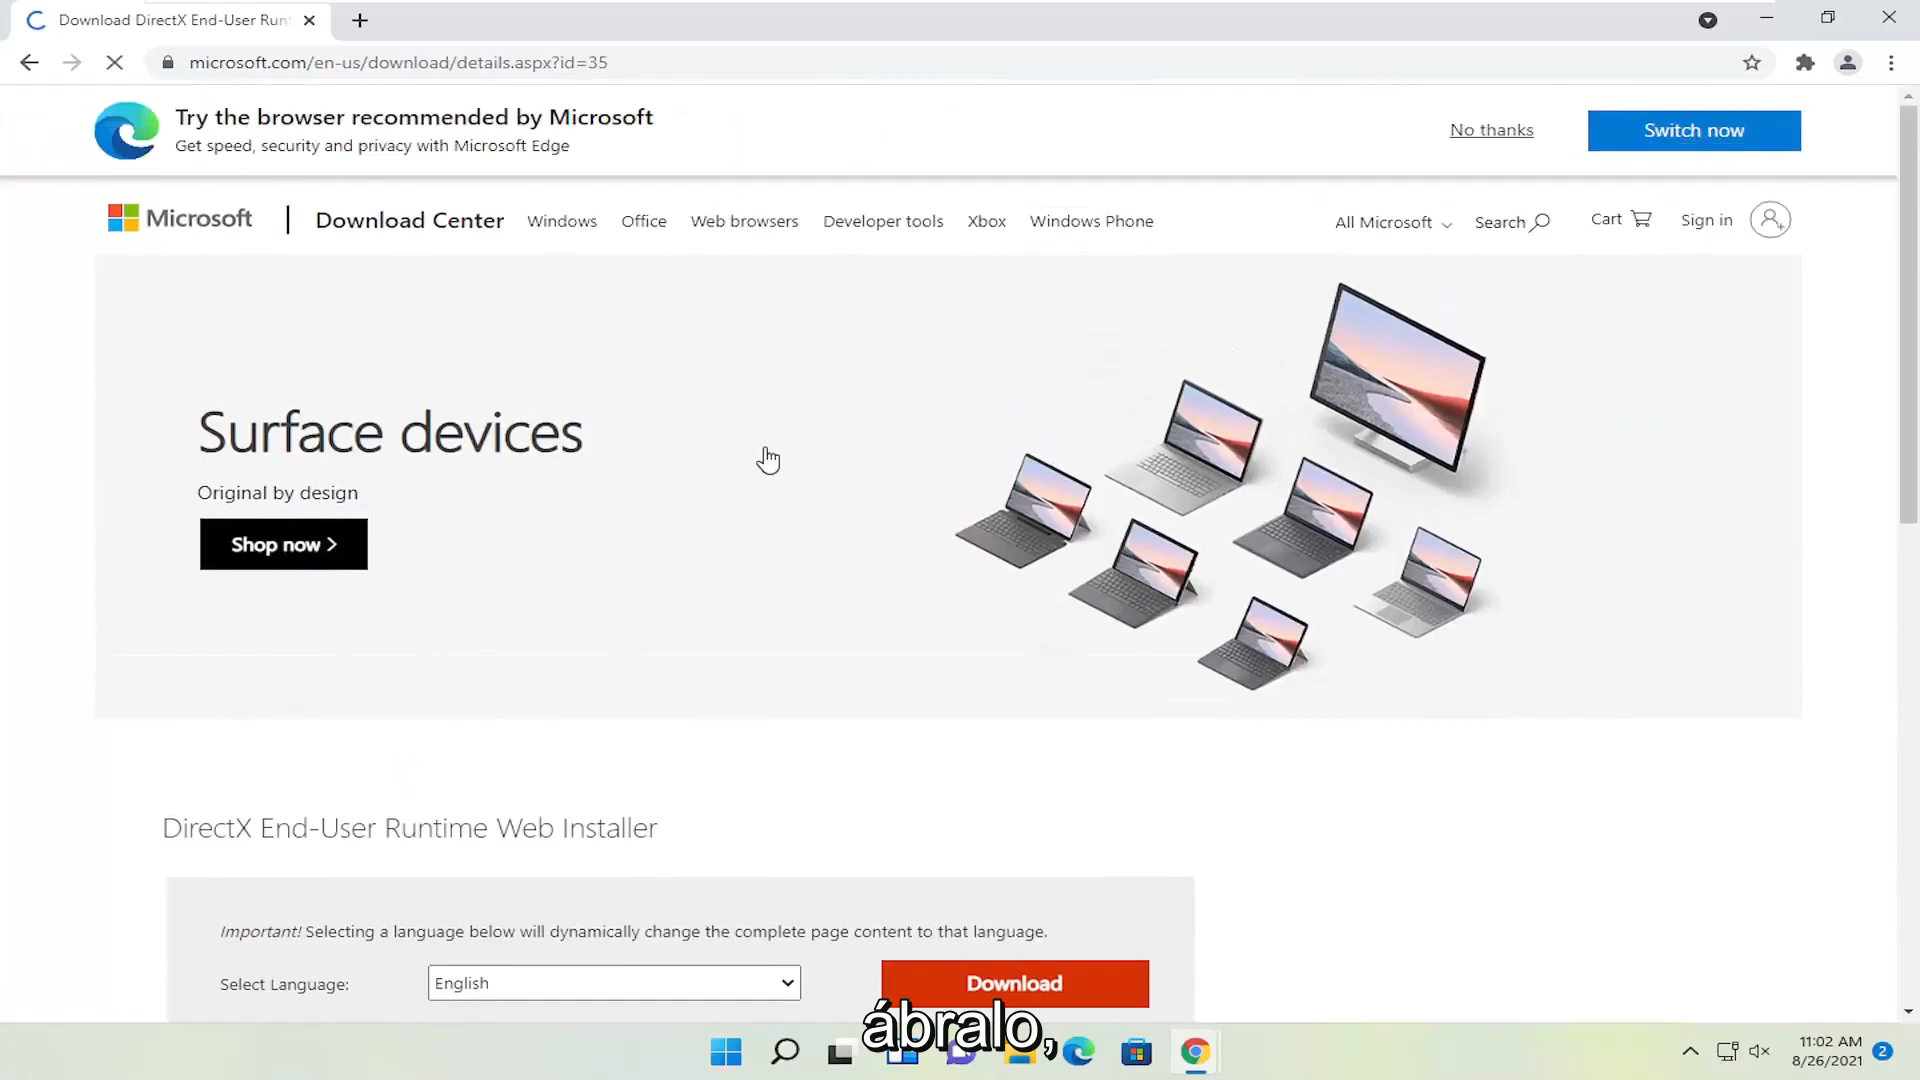 Download DirectX End-User Run
microsoft.com/en-us/download/details.aspx?id=35
Try the browser recommended by Microsoft
Get speed, security and privacy with Microsoft Edge
No thanks
Switch now
Microsoft
Download Center
Windows
Office
Web browsers
Developer tools
Xbox
Windows Phone
All Microsoft
Search
Cart
Sign in
Surface devices
Original by design
Shop now >
DirectX End-User Runtime Web Installer
Important! Selecting a language below will dynamically change the complete page content to that language.
Select Language:
English
Download
ábralo,
11:02 AM
8/26/2021
2